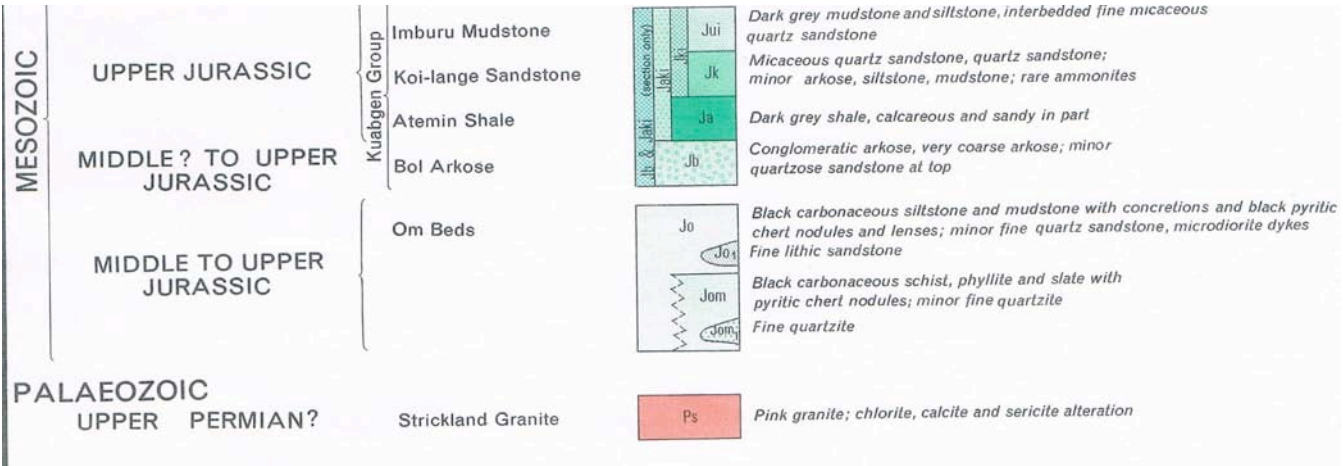 MESOZOIC
UPPER JURASSIC
MIDDLE? TO UPPER
JURASSIC
Kuabgen Group
Imburu Mudstone
Koi-lange Sandstone
Atemin Shale
Bol Arkose
Jb & Jaki (section only)
Jaki
Jki
Jui
Dark grey mudstone and siltstone, interbedded fine micaceous
quartz sandstone
Jk
Micaceous quartz sandstone, quartz sandstone;
minor arkose, siltstone, mudstone; rare ammonites
Ja
Dark grey shale, calcareous and sandy in part
Jb
Conglomeratic arkose, very coarse arkose; minor
quartzose sandstone at top
MIDDLE TO UPPER
JURASSIC
Om Beds
Jo
Black carbonaceous siltstone and mudstone with concretions and black pyritic
chert nodules and lenses; minor fine quartz sandstone, microdiorite dykes
Jo1
Fine lithic sandstone
Jom
Black carbonaceous schist, phyllite and slate with
pyritic chert nodules; minor fine quartzite
Jom1
Fine quartzite
PALAEOZOIC
UPPER PERMIAN?
Strickland Granite
Ps
Pink granite; chlorite, calcite and sericite alteration